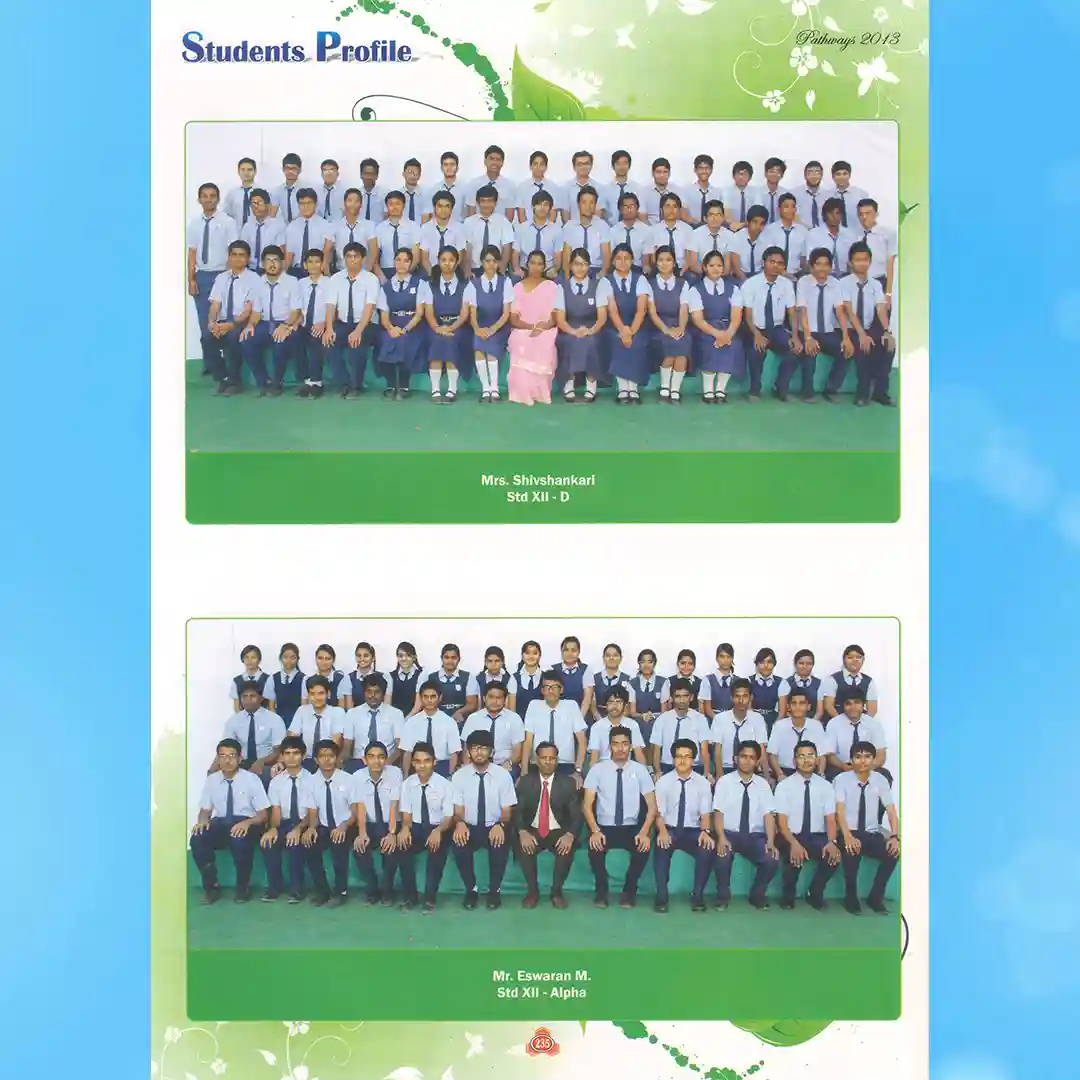 Students Profile
Pathways 2013
Mrs. Shivshankari
Std XII - D
Mr. Eswaran M.
Std XII - Alpha
235